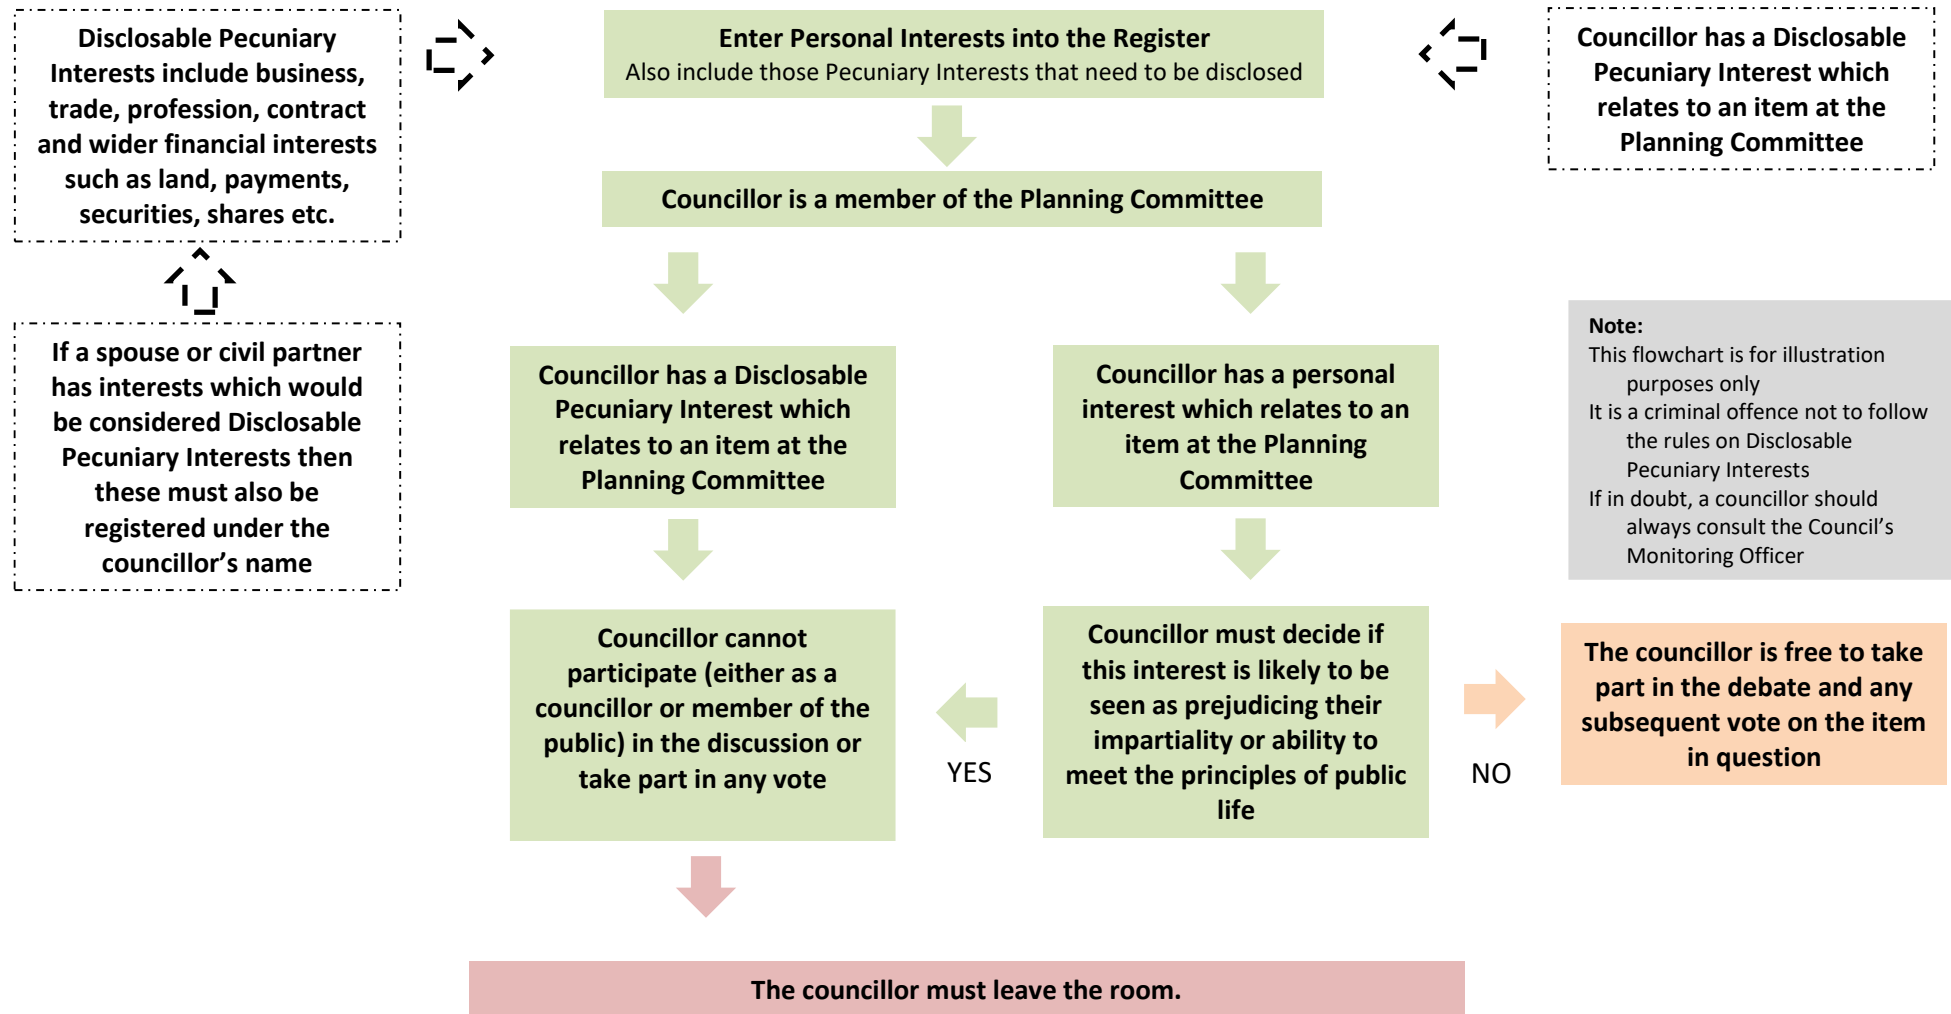 Disclosable Pecuniary
Interests include business,
trade, profession, contract
and wider financial interests
such as land, payments,
securities, shares etc.
Enter Personal Interests into the Register
Also include those Pecuniary Interests that need to be disclosed
Councillor has a Disclosable
Pecuniary Interest which
relates to an item at the
Planning Committee
Councillor is a member of the Planning Committee
If a spouse or civil partner
has interests which would
be considered Disclosable
Pecuniary Interests then
these must also be
registered under the
councillor’s name
Councillor has a Disclosable
Pecuniary Interest which
relates to an item at the
Planning Committee
Councillor has a personal
interest which relates to an
item at the Planning
Committee
Note:
This flowchart is for illustration
purposes only
It is a criminal offence not to follow
the rules on Disclosable
Pecuniary Interests
If in doubt, a councillor should
always consult the Council’s
Monitoring Officer
Councillor cannot
participate (either as a
councillor or member of the
public) in the discussion or
take part in any vote
YES
Councillor must decide if
this interest is likely to be
seen as prejudicing their
impartiality or ability to
meet the principles of public
life
NO
The councillor is free to take
part in the debate and any
subsequent vote on the item
in question
The councillor must leave the room.